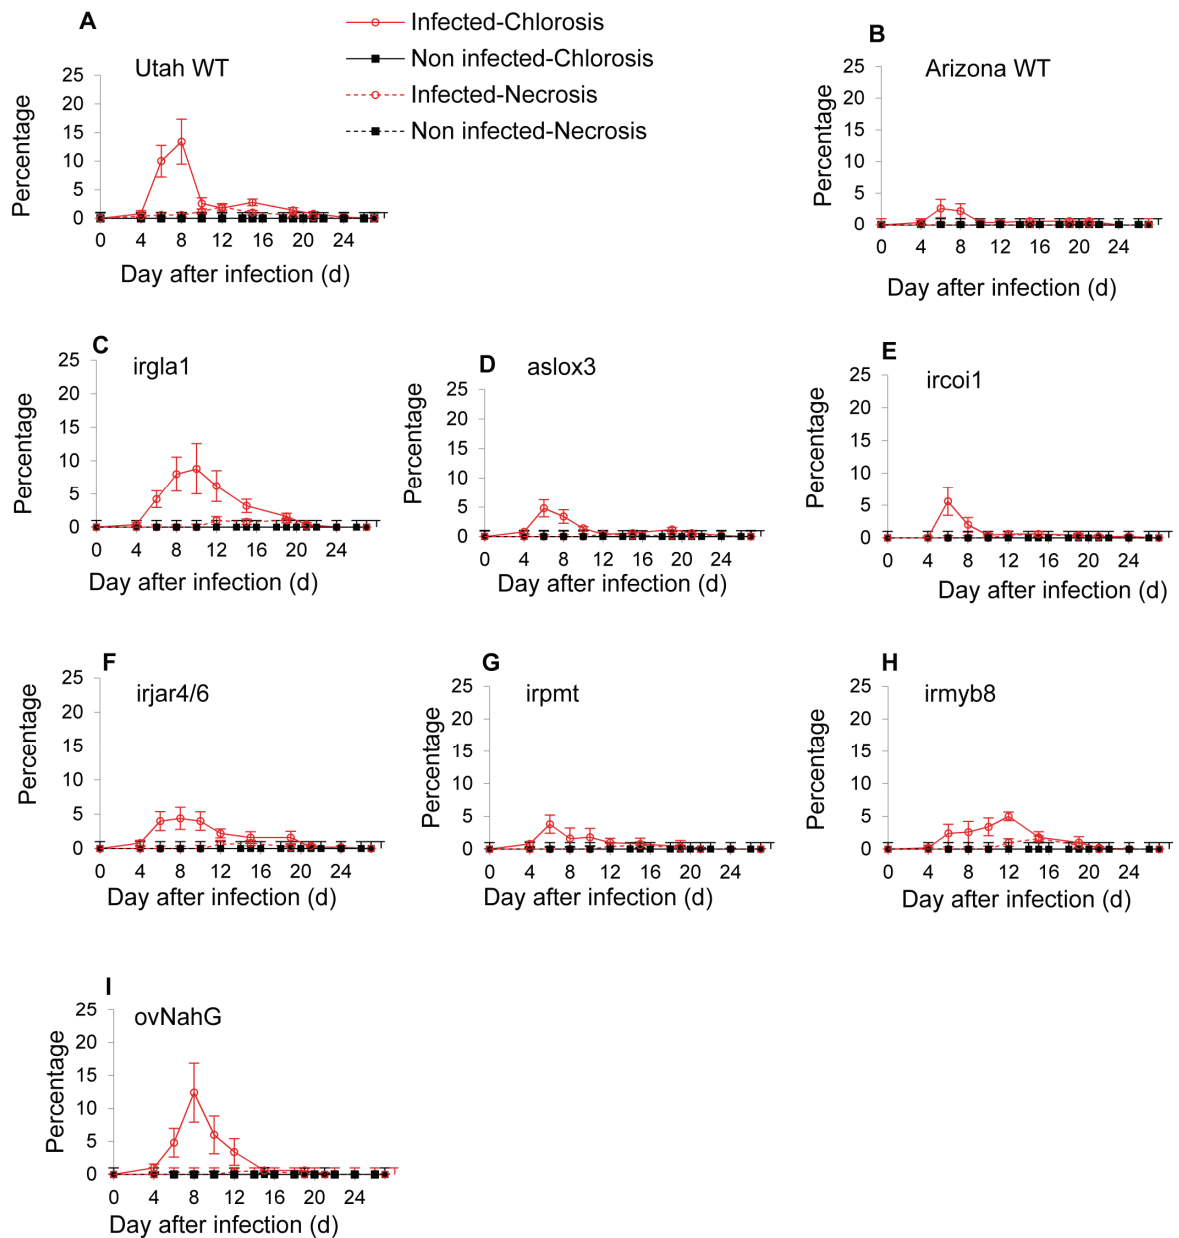 A
Infected-Chlorosis
Non infected-Chlorosis
Infected-Necrosis
Non infected-Necrosis
Utah WT
Percentage
25
20
15
10
5
0
0 4 8 12 16 20 24
Day after infection (d)
B
Arizona WT
Percentage
25
20
15
10
5
0
0 4 8 12 16 20 24
Day after infection (d)
C
irgla1
Percentage
25
20
15
10
5
0
0 4 8 12 16 20 24
Day after infection (d)
D
aslox3
Percentage
25
20
15
10
5
0
0 4 8 12 16 20 24
Day after infection (d)
E
ircoi1
Percentage
25
20
15
10
5
0
0 4 8 12 16 20 24
Day after infection (d)
F
irjar4/6
Percentage
25
20
15
10
5
0
0 4 8 12 16 20 24
Day after infection (d)
G
irpmt
Percentage
25
20
15
10
5
0
0 4 8 12 16 20 24
Day after infection (d)
H
irmyb8
Percentage
25
20
15
10
5
0
0 4 8 12 16 20 24
Day after infection (d)
I
ovNahG
Percentage
25
20
15
10
5
0
0 4 8 12 16 20 24
Day after infection (d)